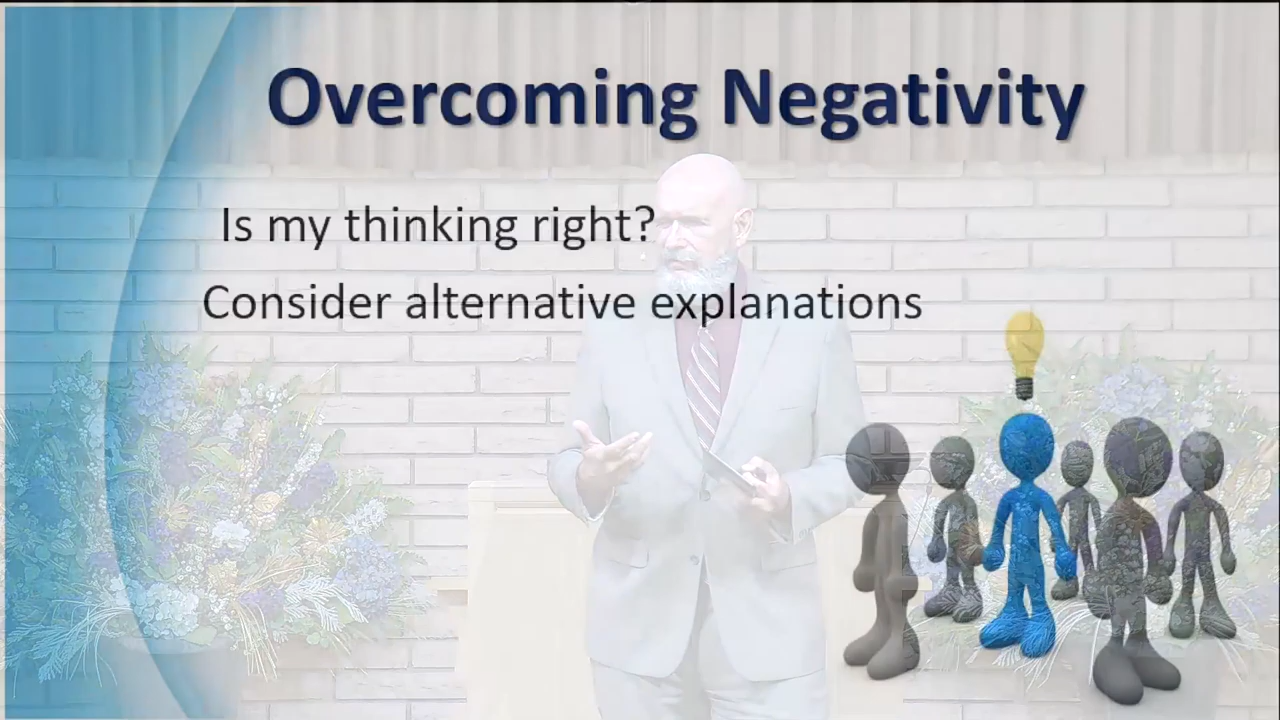 Overcoming Negativity
Is my thinking right?
Consider alternative explanations